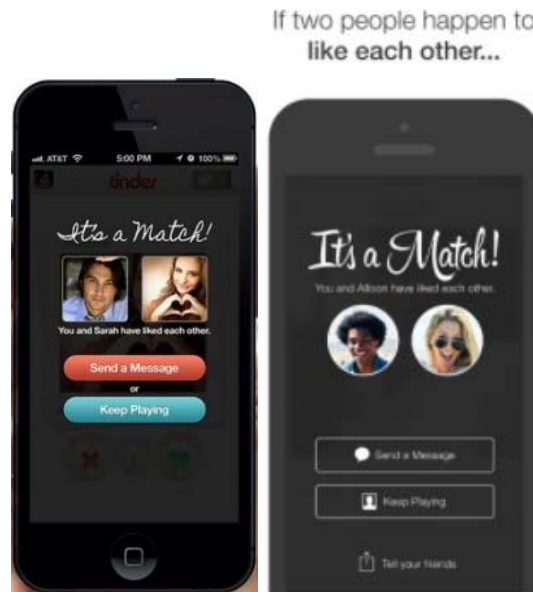 If two people happen to
like each other...
AT&T 5:00 PM 100%
tinder
It's a Match!
You and Sarah have liked each other.
Send a Message
or
Keep Playing
It's a Match!
You and Allison have liked each other.
Send a Message
Keep Playing
Tell your friends